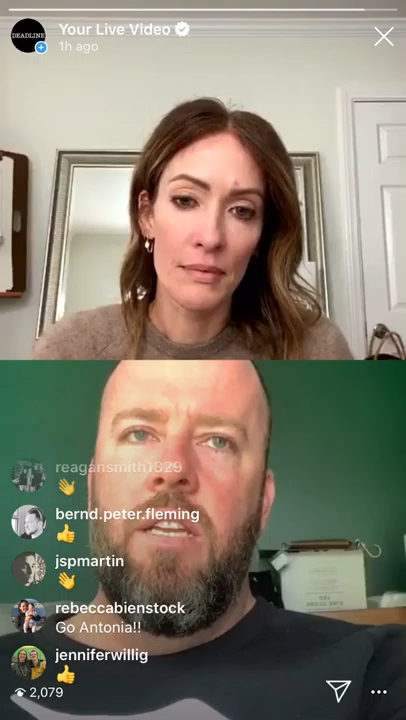 DEADLINE
Your Live Video
1h ago
reagansmith1829
bernd.peter.fleming
jspmartin
rebeccabienstock
Go Antonia!!
jenniferwillig
2,079